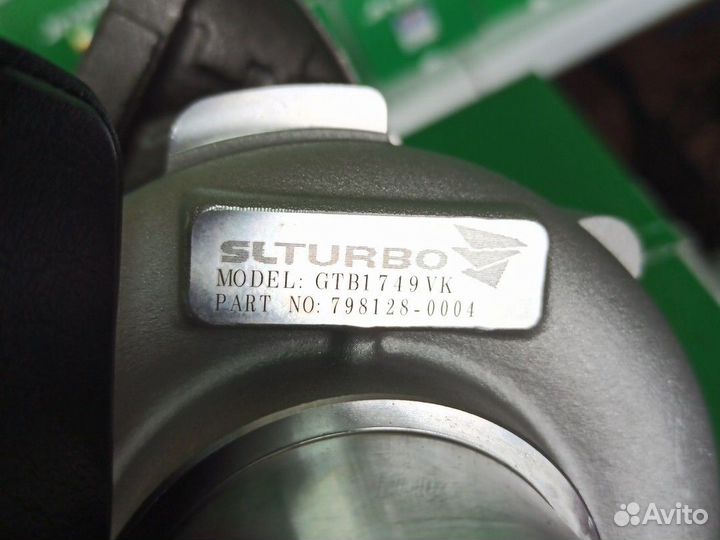 SLTURBO
MODEL: GTB1749VK
PART NO: 798128-0004
Avito